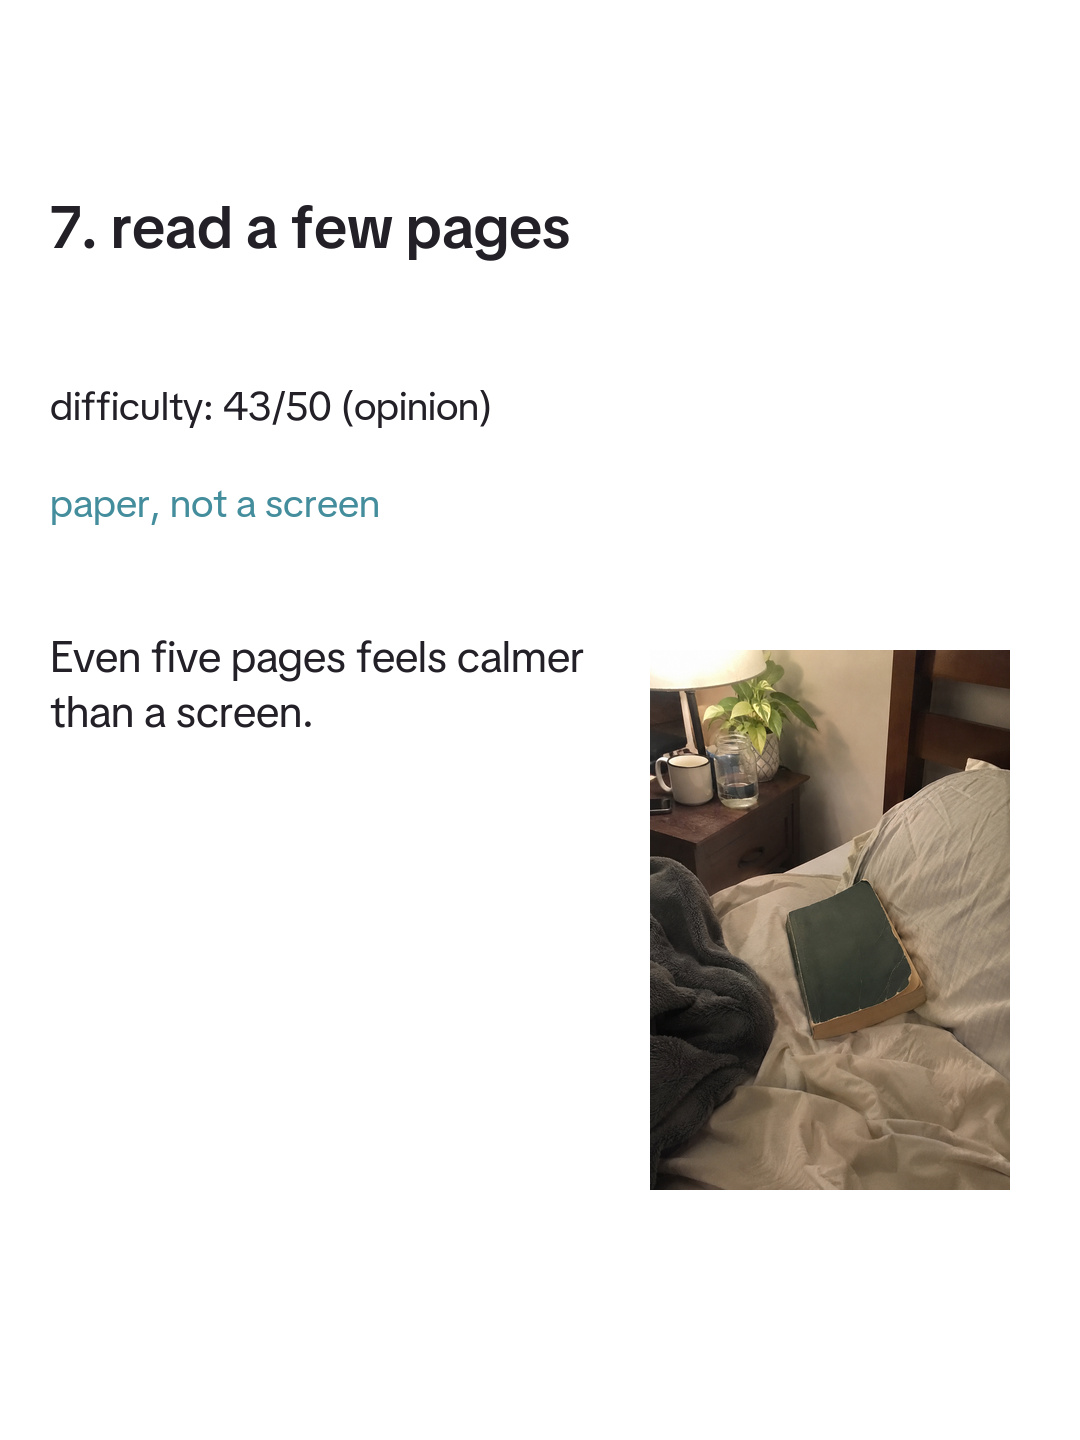 7. read a few pages
difficulty: 43/50 (opinion)
paper, not a screen
Even five pages feels calmer
than a screen.